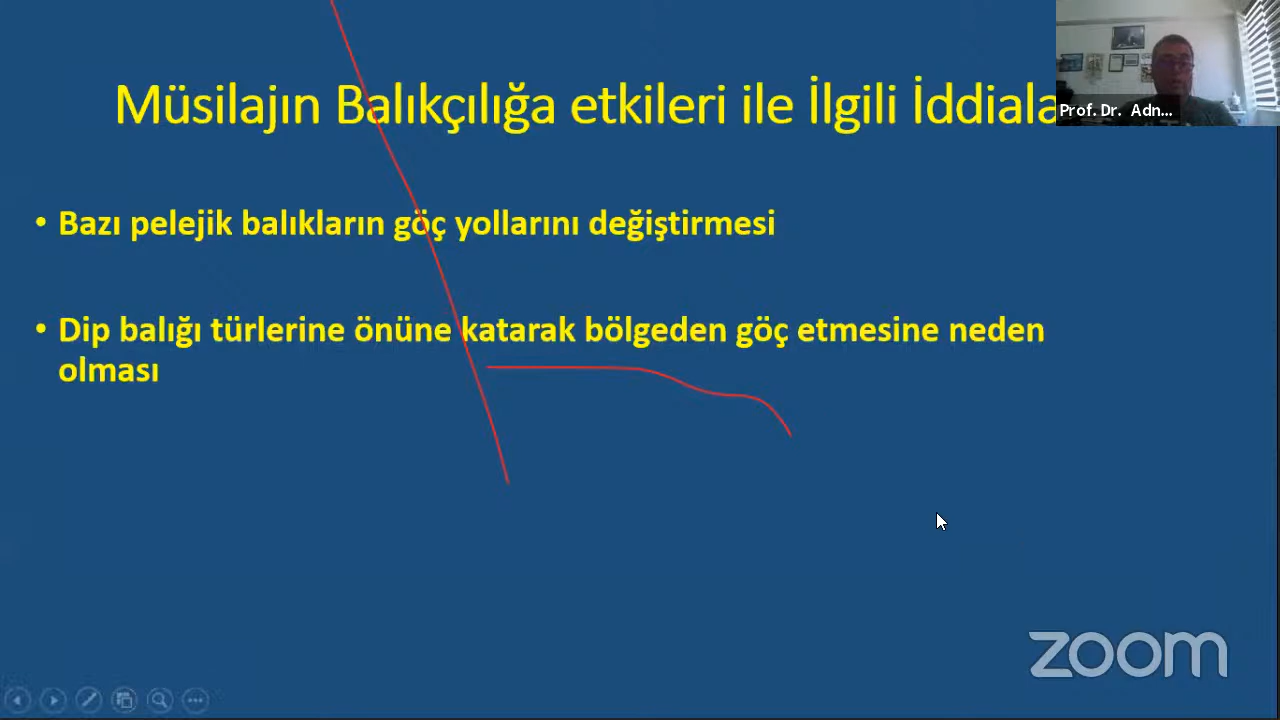 Müsilajın Balıkçılığa etkileri ile İlgili İddiala
Prof. Dr. Adn...
• Bazı pelejik balıkların göç yollarını değiştirmesi
• Dip balığı türlerine önüne katarak bölgeden göç etmesine neden
olması
zoom